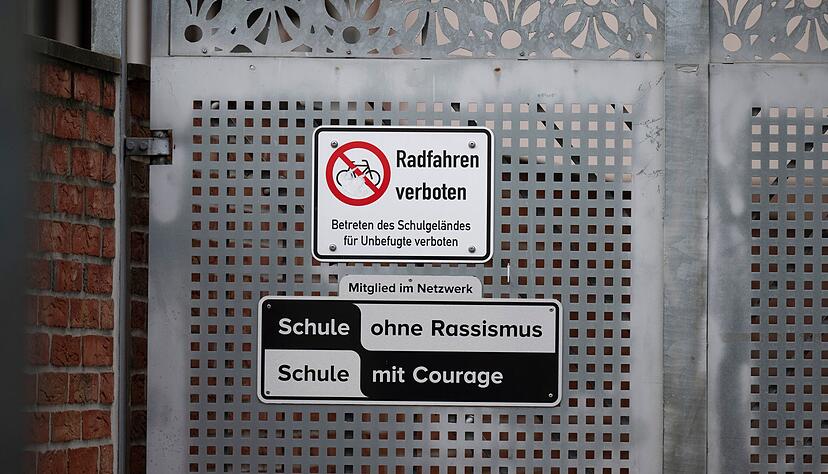 Radfahren
verboten
Betreten des Schulgeländes
für Unbefugte verboten
Mitglied im Netzwerk
Schule ohne Rassismus
Schule mit Courage